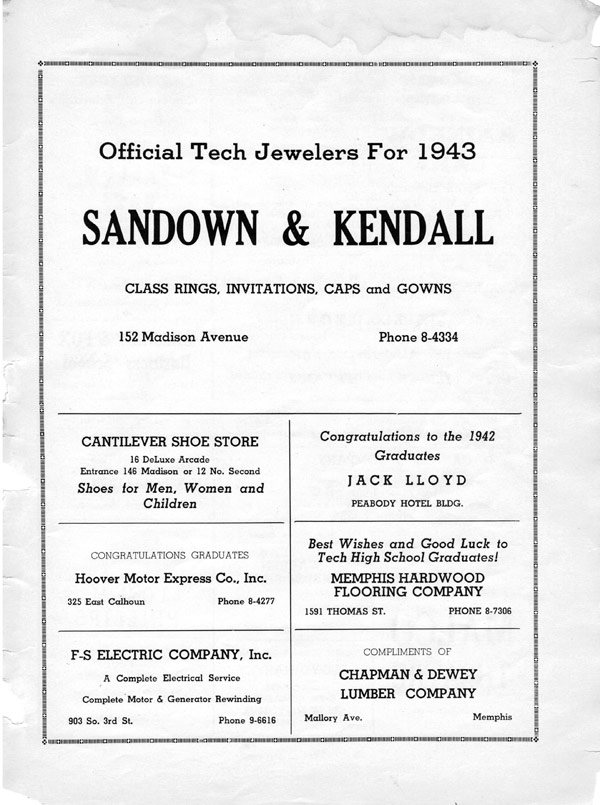 Official Tech Jewelers For 1943
SANDOWN & KENDALL
CLASS RINGS, INVITATIONS, CAPS and GOWNS
152 Madison Avenue Phone 8-4334
CANTILEVER SHOE STORE
16 DeLuxe Arcade
Entrance 146 Madison or 12 No. Second
Shoes for Men, Women and
Children
Congratulations to the 1942
Graduates
JACK LLOYD
PEABODY HOTEL BLDG.
CONGRATULATIONS GRADUATES
Hoover Motor Express Co., Inc.
325 East Calhoun Phone 8-4277
Best Wishes and Good Luck to
Tech High School Graduates!
MEMPHIS HARDWOOD
FLOORING COMPANY
1591 THOMAS ST. PHONE 8-7306
F-S ELECTRIC COMPANY, Inc.
A Complete Electrical Service
Complete Motor & Generator Rewinding
903 So. 3rd St. Phone 9-6616
COMPLIMENTS OF
CHAPMAN & DEWEY
LUMBER COMPANY
Mallory Ave. Memphis